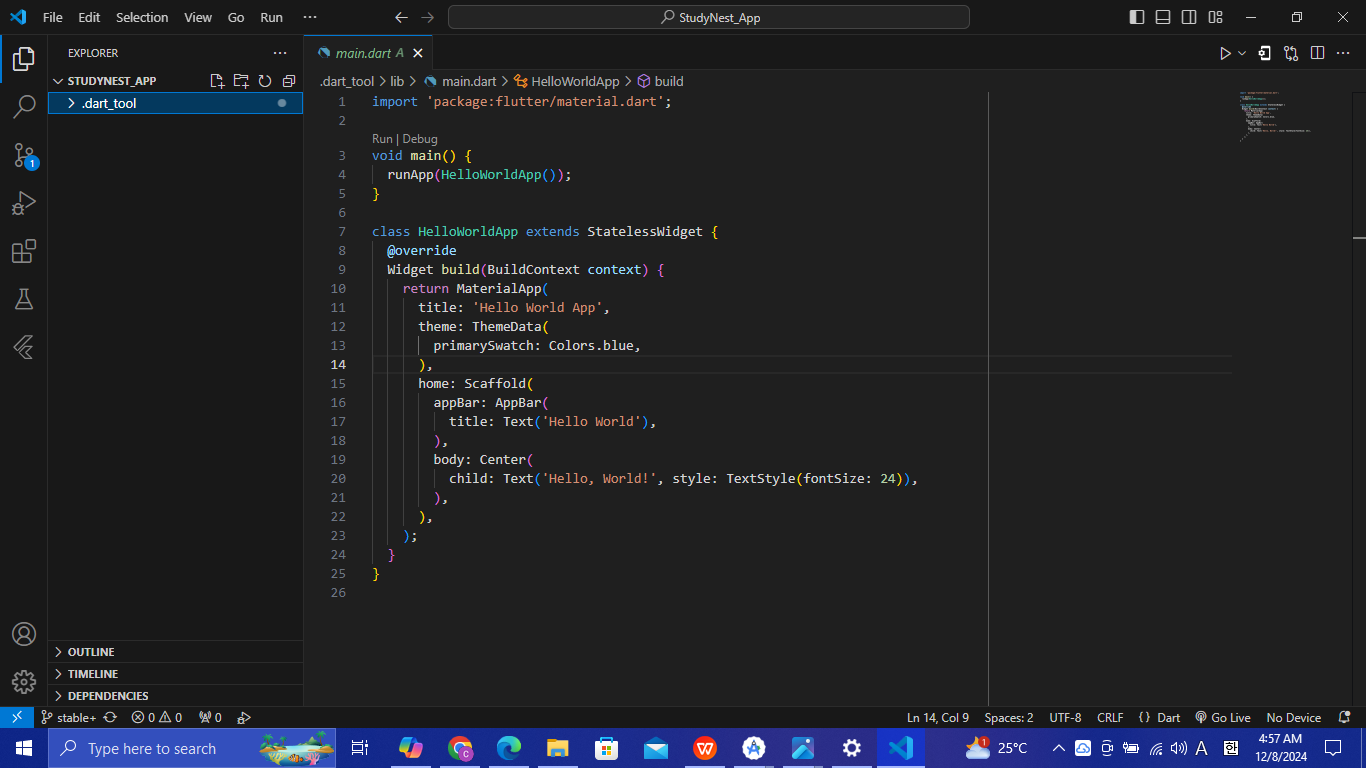 File Edit Selection View Go Run ···
StudyNest_App
EXPLORER ···
STUDYNEST_APP
.dart_tool
main.dart A
.dart_tool > lib > main.dart > HelloWorldApp > build
1 import 'package:flutter/material.dart';
2
Run | Debug
3 void main() {
4 runApp(HelloWorldApp());
5 }
6
7 class HelloWorldApp extends StatelessWidget {
8 @override
9 Widget build(BuildContext context) {
10 return MaterialApp(
11 title: 'Hello World App',
12 theme: ThemeData(
13 primarySwatch: Colors.blue,
14 ),
15 home: Scaffold(
16 appBar: AppBar(
17 title: Text('Hello World'),
18 ),
19 body: Center(
20 child: Text('Hello, World!', style: TextStyle(fontSize: 24)),
21 ),
22 ),
23 );
24 }
25 }
26
1
OUTLINE
TIMELINE
DEPENDENCIES
stable+ 0 0 0 Ln 14, Col 9 Spaces: 2 UTF-8 CRLF {} Dart Go Live No Device
Type here to search
C
W
1
25°C
A
한
4:57 AM
12/8/2024